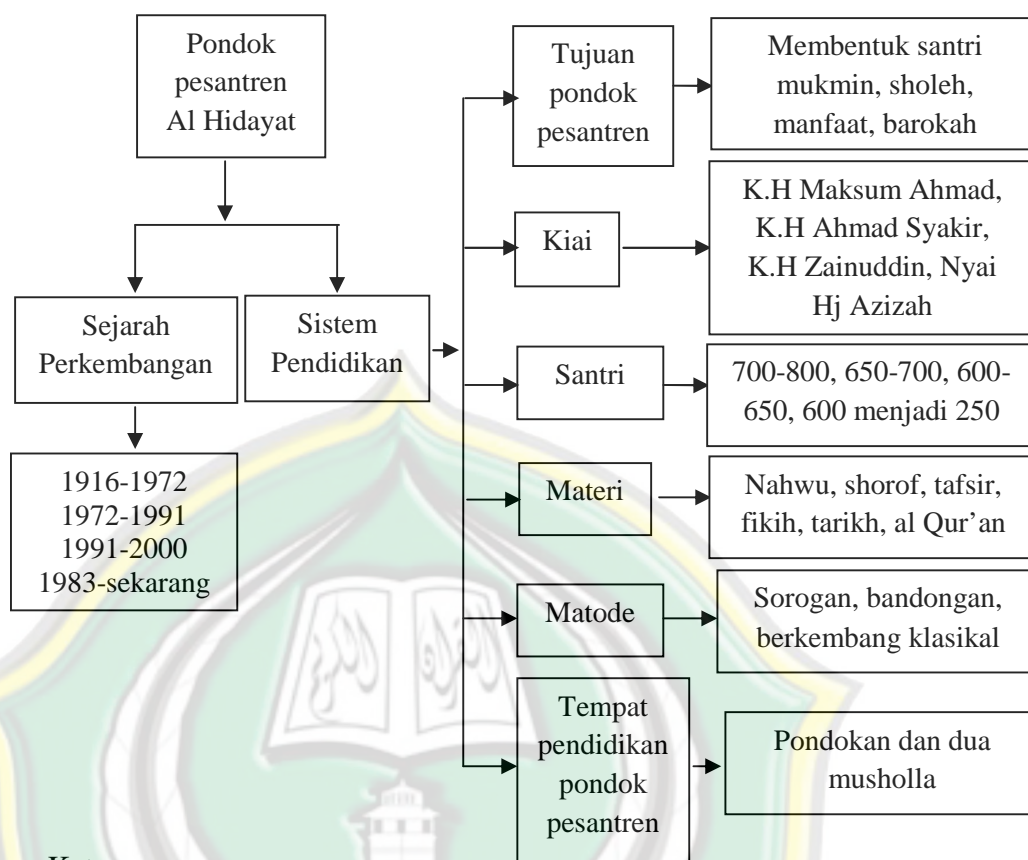 Pondok
pesantren
Al Hidayat
Sejarah
Perkembangan
1916-1972
1972-1991
1991-2000
1983-sekarang
Sistem
Pendidikan
Tujuan
pondok
pesantren
Membentuk santri
mukmin, sholeh,
manfaat, barokah
Kiai
K.H Maksum Ahmad,
K.H Ahmad Syakir,
K.H Zainuddin, Nyai
Hj Azizah
Santri
700-800, 650-700, 600-
650, 600 menjadi 250
Materi
Nahwu, shorof, tafsir,
fikih, tarikh, al Qur’an
Matode
Sorogan, bandongan,
berkembang klasikal
Tempat
pendidikan
pondok
pesantren
Pondokan dan dua
musholla